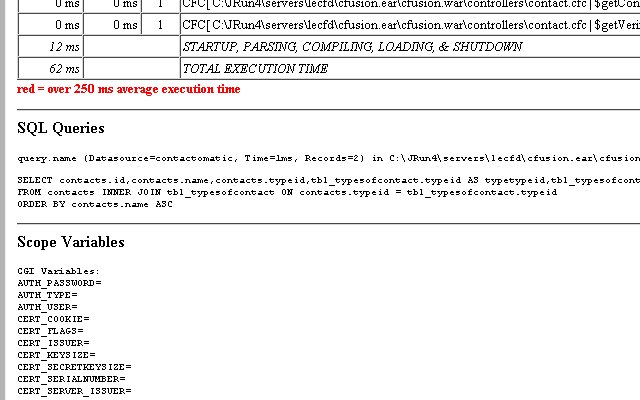 0 ms 0 ms 1 CFC[ C:\JRun4\servers\lecfd\cfusion.ear\cfusion.war\controllers\contact.cfc | $getCon
0 ms 0 ms 1 CFC[ C:\JRun4\servers\lecfd\cfusion.ear\cfusion.war\controllers\contact.cfc | $getVeri
12 ms STARTUP, PARSING, COMPILING, LOADING, & SHUTDOWN
62 ms TOTAL EXECUTION TIME
red = over 250 ms average execution time
SQL Queries
query.name (Datasource=contactomatic, Time=1ms, Records=2) in C:\JRun4\servers\lecfd\cfusion.ear\cfusion
SELECT contacts.id,contacts.name,contacts.typeid,tbl_typesofcontact.typeid AS typetypeid,tbl_typesofcont
FROM contacts INNER JOIN tbl_typesofcontact ON contacts.typeid = tbl_typesofcontact.typeid
ORDER BY contacts.name ASC
Scope Variables
CGI Variables:
AUTH_PASSWORD=
AUTH_TYPE=
AUTH_USER=
CERT_COOKIE=
CERT_FLAGS=
CERT_ISSUER=
CERT_KEYSIZE=
CERT_SECRETKEYSIZE=
CERT_SERIALNUMBER=
CERT_SERVER_ISSUER=